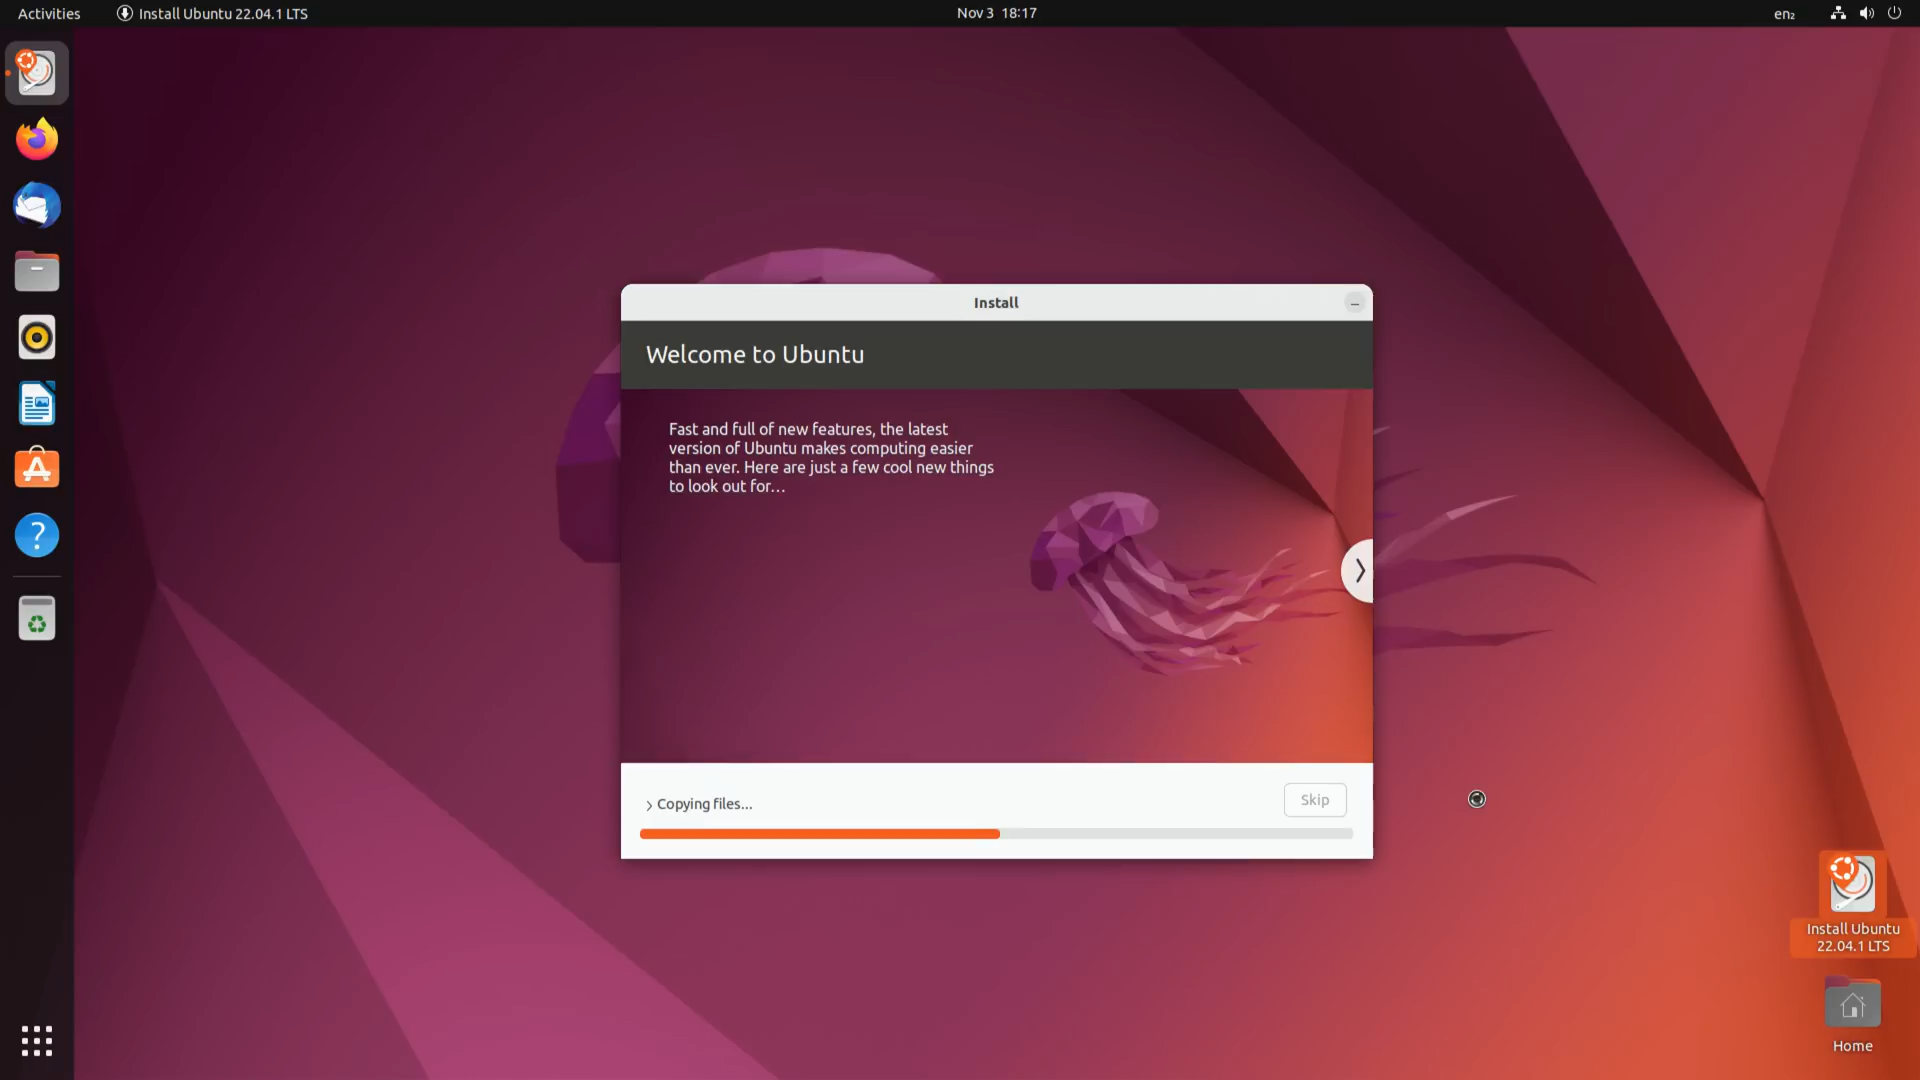 Activities
Install Ubuntu 22.04.1 LTS
Nov 3 18:17
en₂
Install
Welcome to Ubuntu
Fast and full of new features, the latest
version of Ubuntu makes computing easier
than ever. Here are just a few cool new things
to look out for...
Copying files...
Skip
Install Ubuntu
22.04.1 LTS
Home